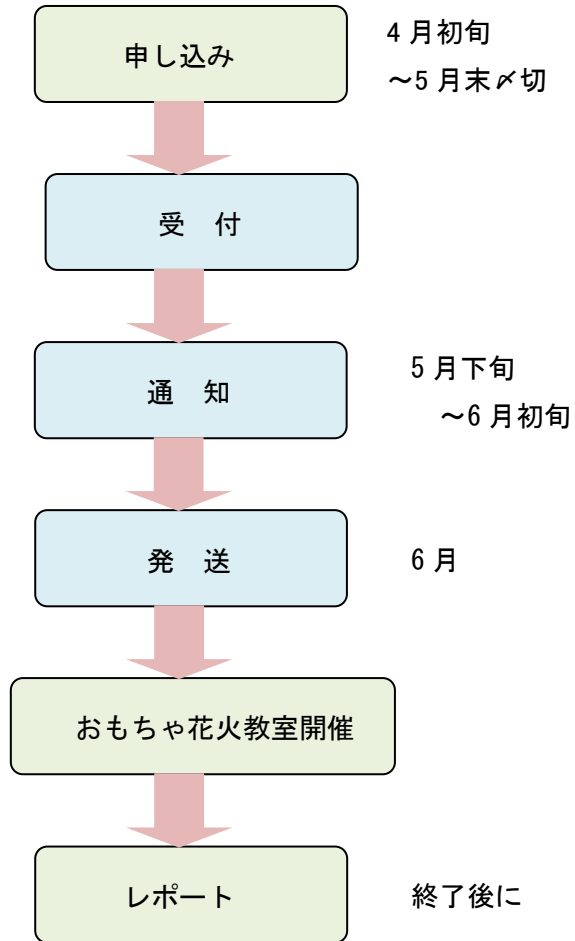 申し込み
4月初旬
～5月末〆切
受　付
通　知
5月下旬
～6月初旬
発　送
6月
おもちゃ花火教室開催
レポート
終了後に